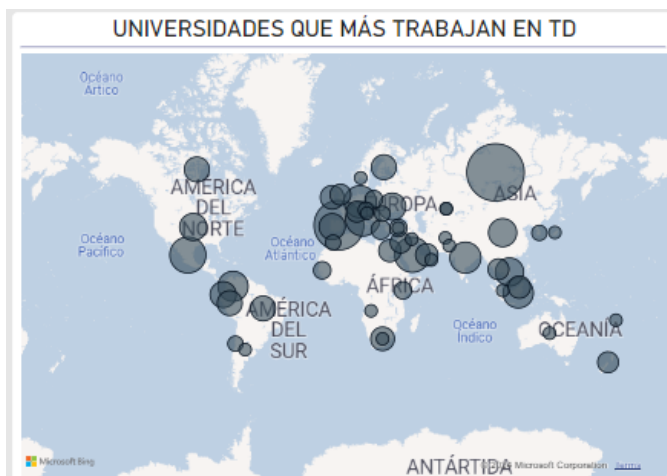 UNIVERSIDADES QUE MÁS TRABAJAN EN TD
Océano
Ártico
AMÉRICA
DEL
NORTE
EUROPA
ASIA
Océano
Pacífico
Océano
Atlántico
ÁFRICA
AMÉRICA
DEL
SUR
Océano
Índico
OCEANÍA
ANTÁRTIDA
Microsoft Bing
Microsoft Corporation
Terms